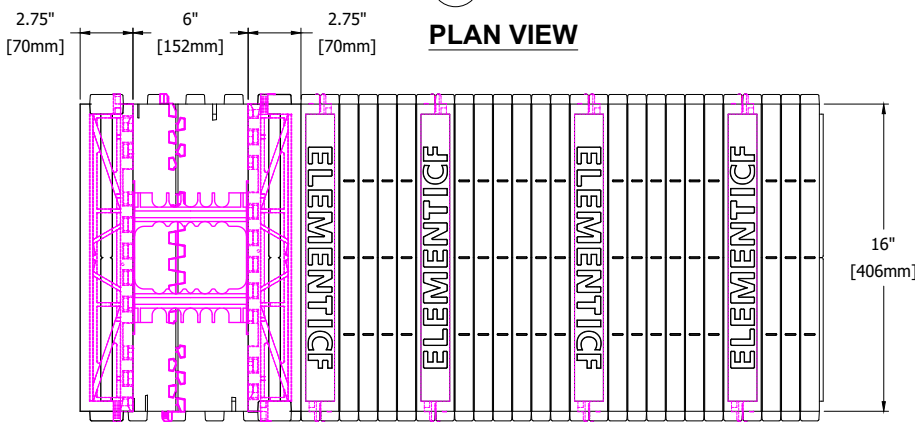 2.75"
[70mm]
6"
[152mm]
2.75"
[70mm]
PLAN VIEW
ELEMENTICF
ELEMENTICF
ELEMENTICF
ELEMENTICF
16"
[406mm]